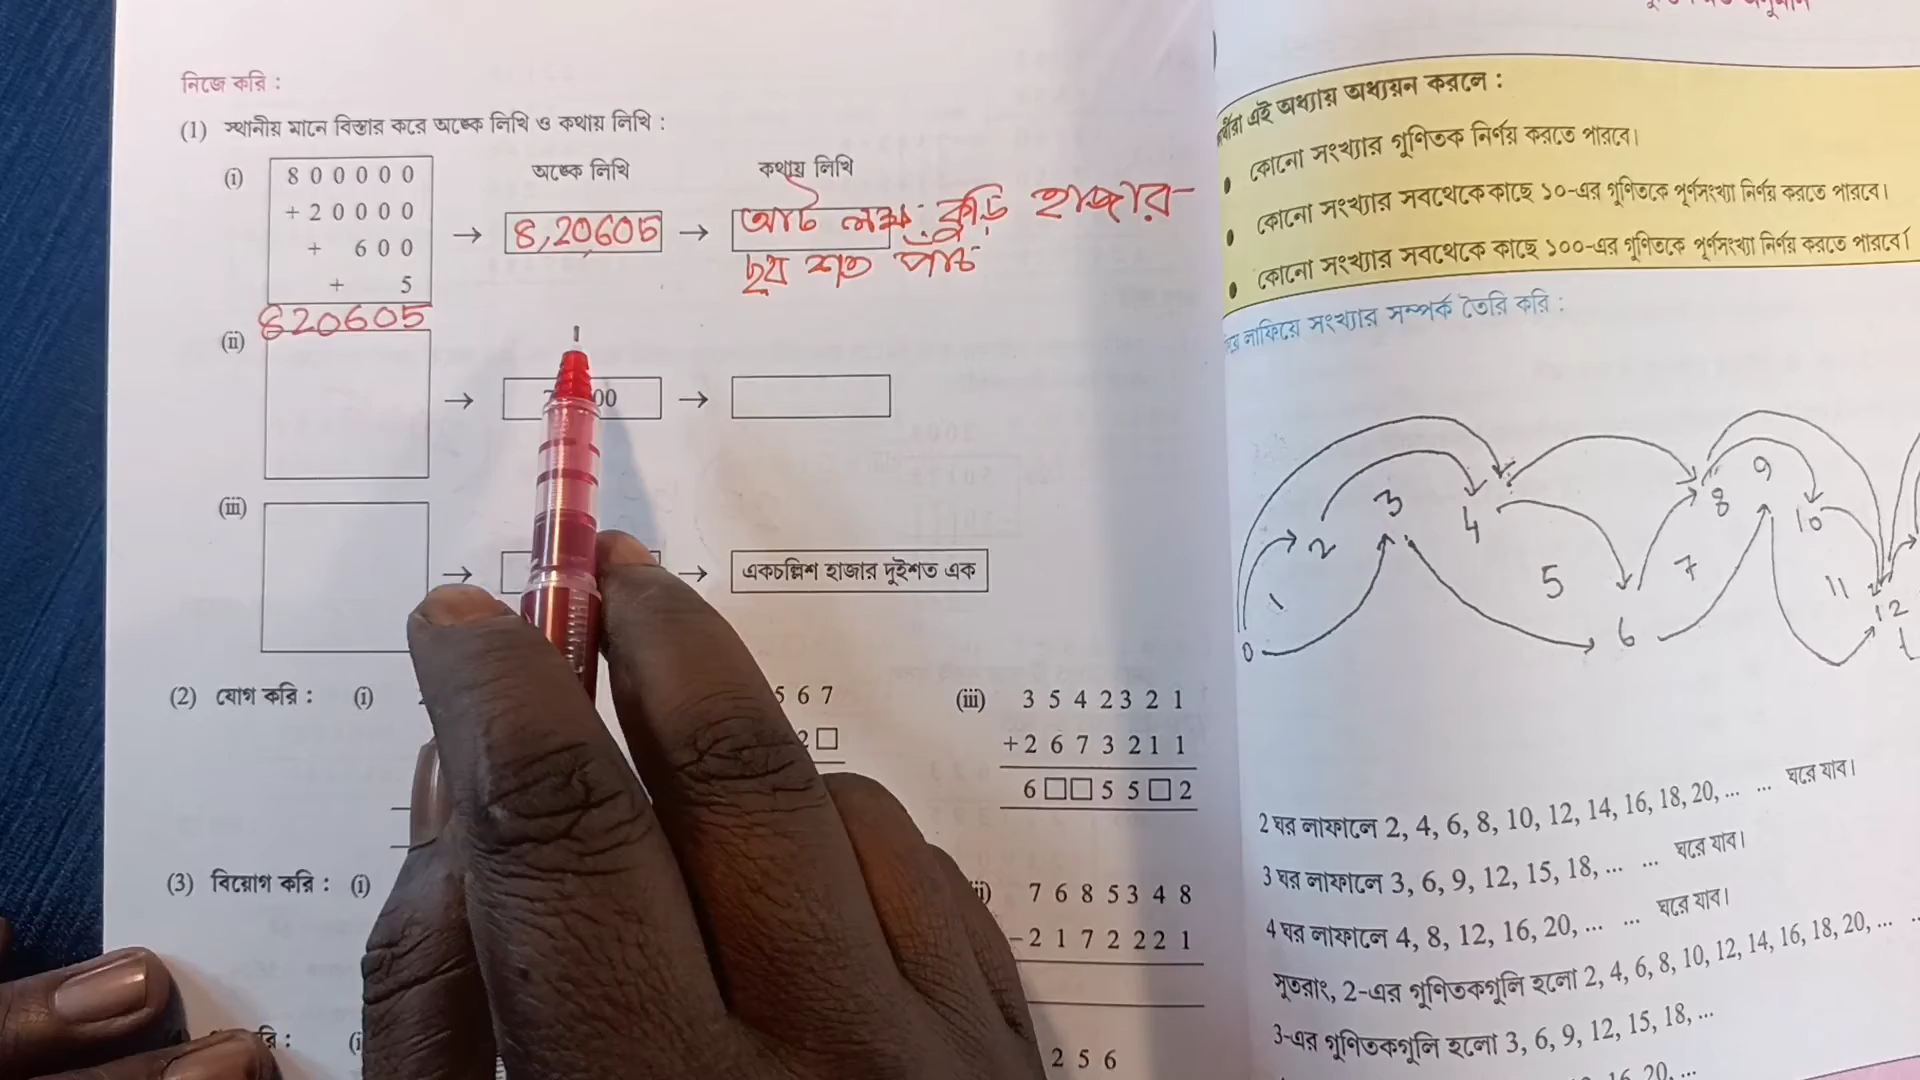 নিজে করি :
(1) স্থানীয় মানে বিস্তার করে অঙ্কে লিখি ও কথায় লিখি :
অঙ্কে লিখি
কথায় লিখি
(i)
8 0 0 0 0 0
+ 2 0 0 0 0
+ 6 0 0
+ 5
820605
→ 8,20,605 → আট লক্ষ কুড়ি হাজার
ছয় শত পাঁচ
(ii)
→ 00 →
(iii)
→ → একচল্লিশ হাজার দুইশত এক
(2) যোগ করি : (i)
5 6 7
2 □
(iii) 3 5 4 2 3 2 1
+ 2 6 7 3 2 1 1
6 □ □ 5 5 □ 2
(3) বিয়োগ করি : (i)
7 6 8 5 3 4 8
− 2 1 7 2 2 2 1
রি : (i
2 5 6
এই অধ্যায় অধ্যয়ন করলে :
• কোনো সংখ্যার গুণিতক নির্ণয় করতে পারবে।
• কোনো সংখ্যার সবথেকে কাছে ১০-এর গুণিতকে পূর্ণসংখ্যা নির্ণয় করতে পারবে।
• কোনো সংখ্যার সবথেকে কাছে ১০০-এর গুণিতকে পূর্ণসংখ্যা নির্ণয় করতে পারবে।
লাফিয়ে সংখ্যার সম্পর্ক তৈরি করি :
0 1 2 3 4 5 6 7 8 9 10 11 12
2 ঘর লাফালে 2, 4, 6, 8, 10, 12, 14, 16, 18, 20, ... ... ঘরে যাব।
3 ঘর লাফালে 3, 6, 9, 12, 15, 18, ... ... ঘরে যাব।
4 ঘর লাফালে 4, 8, 12, 16, 20, ... ... ঘরে যাব।
সুতরাং, 2-এর গুণিতকগুলি হলো 2, 4, 6, 8, 10, 12, 14, 16, 18, 20, ...
3-এর গুণিতকগুলি হলো 3, 6, 9, 12, 15, 18, ...
16, 20, ...